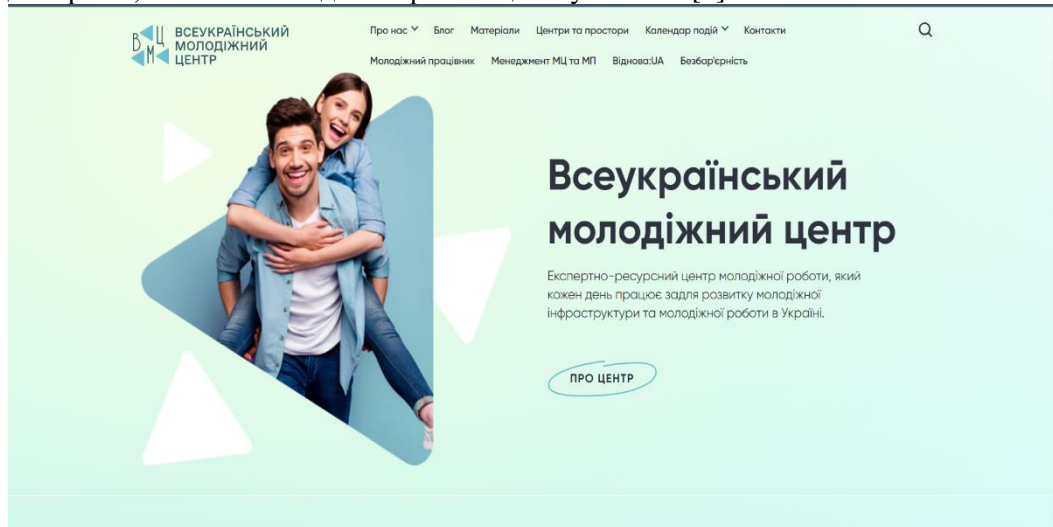 ВСЕУКРАЇНСЬКИЙ
МОЛОДІЖНИЙ
ЦЕНТР
ВМЦ
Про нас Блог Матеріали Центри та простори Календар подій Контакти
Молодіжний працівник Менеджмент МЦ та МП Віднова:UA Безбар'єрність
Всеукраїнський
молодіжний центр
Експертно-ресурсний центр молодіжної роботи, який
кожен день працює задля розвитку молодіжної
інфраструктури та молодіжної роботи в Україні.
ПРО ЦЕНТР